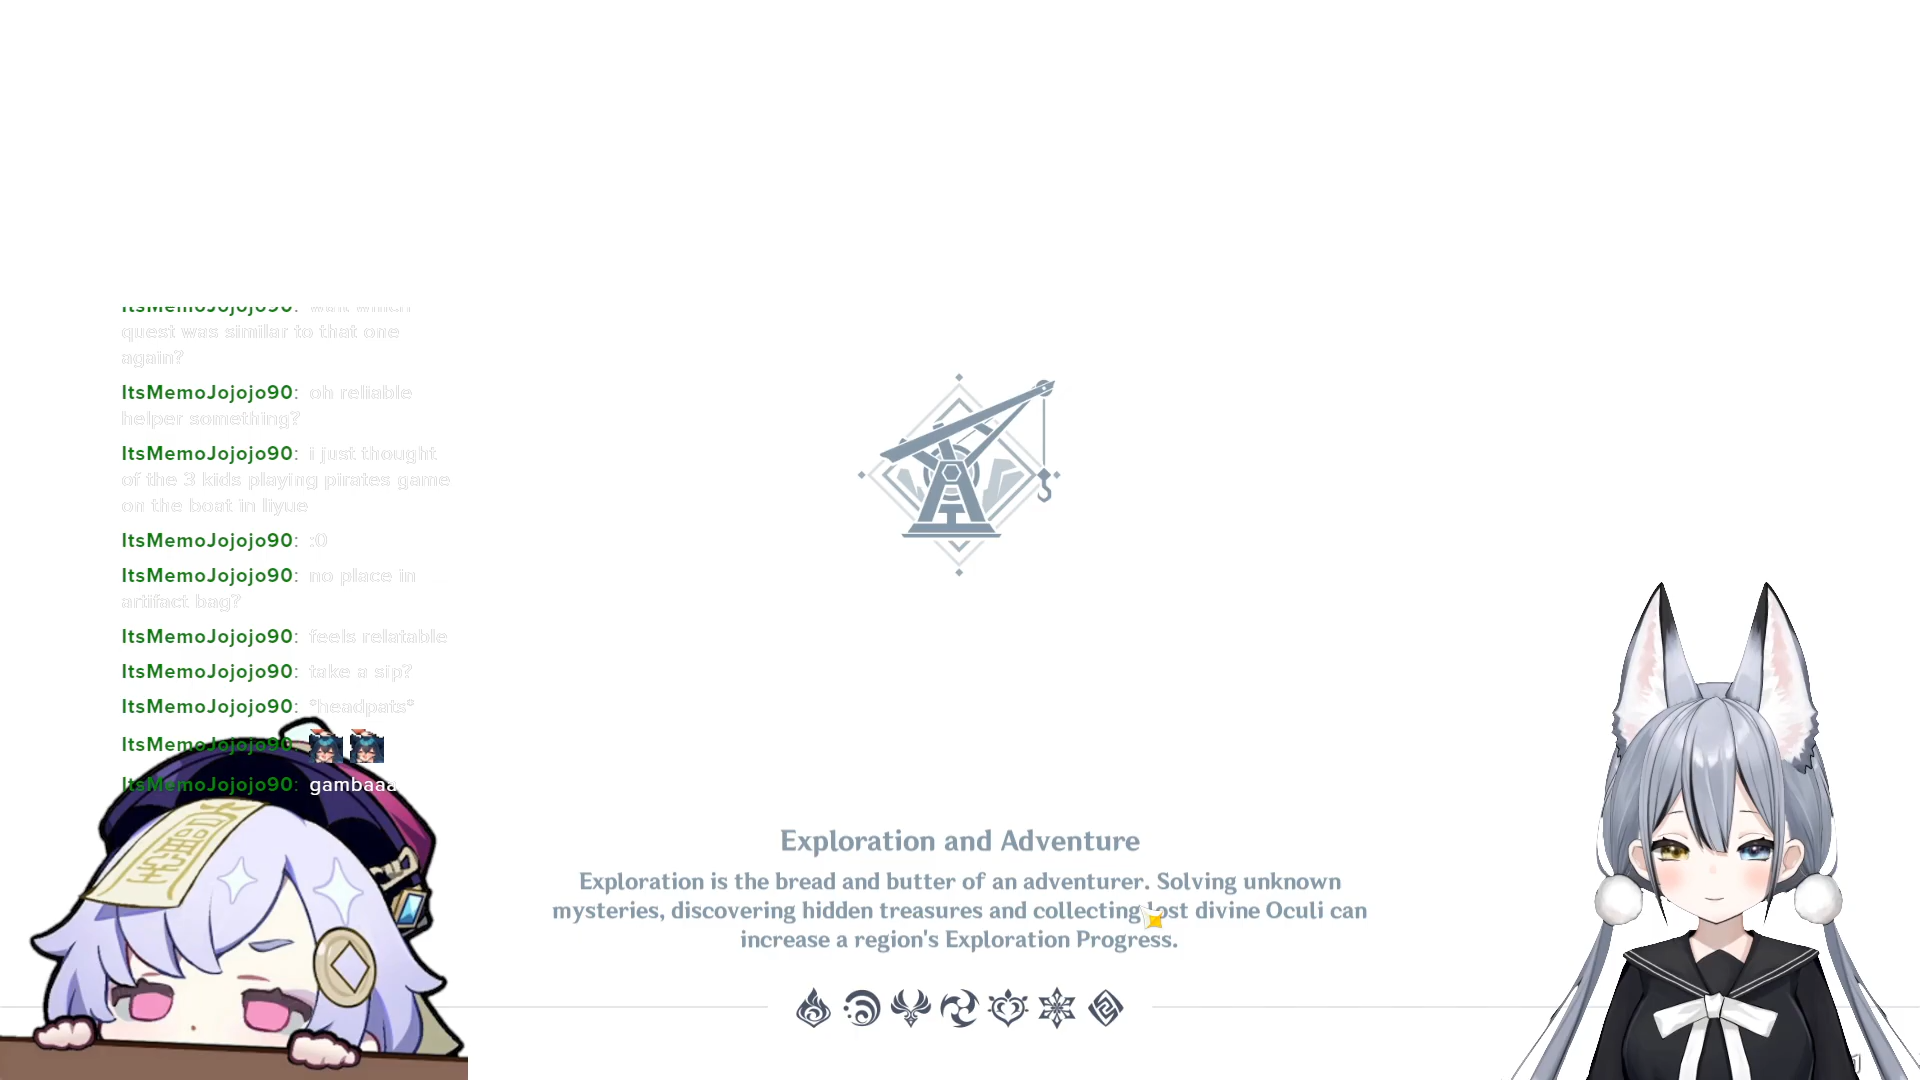 ItsMemoJojojo90: wait which
quest was similar to that one
again?
ItsMemoJojojo90: oh reliable
helper something?
ItsMemoJojojo90: i just thought
of the 3 kids playing pirates game
on the boat in liyue
ItsMemoJojojo90: :0
ItsMemoJojojo90: no place in
artifact bag?
ItsMemoJojojo90: feels relatable
ItsMemoJojojo90: take a sip?
ItsMemoJojojo90: *headpats*
ItsMemoJojojo90:
ItsMemoJojojo90: gambaaa
Exploration and Adventure
Exploration is the bread and butter of an adventurer. Solving unknown
mysteries, discovering hidden treasures and collecting lost divine Oculi can
increase a region's Exploration Progress.